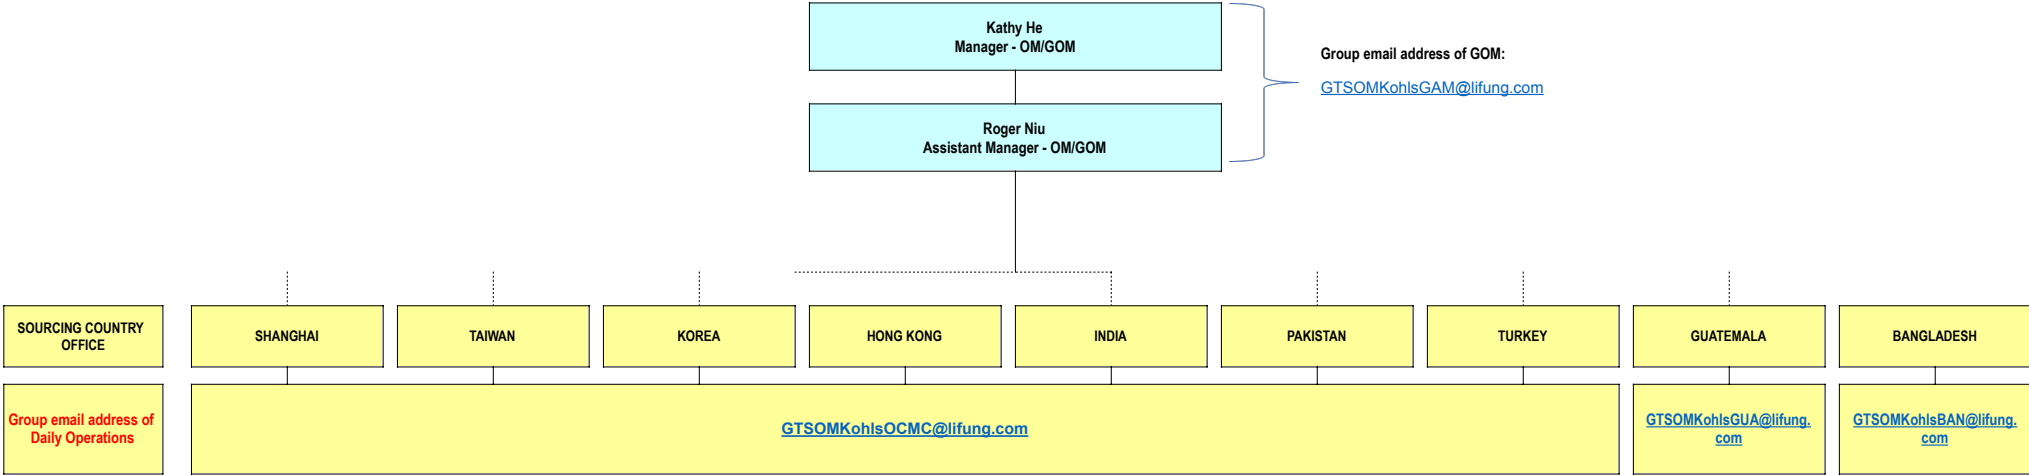 Kathy He
Manager - OM/GOM
Group email address of GOM:
GTSOMKohlsGAM@lifung.com
Roger Niu
Assistant Manager - OM/GOM
SOURCING COUNTRY
OFFICE
SHANGHAI
TAIWAN
KOREA
HONG KONG
INDIA
PAKISTAN
TURKEY
GUATEMALA
BANGLADESH
Group email address of
Daily Operations
GTSOMKohlsOCMC@lifung.com
GTSOMKohlsGUA@lifung.
com
GTSOMKohlsBAN@lifung.
com